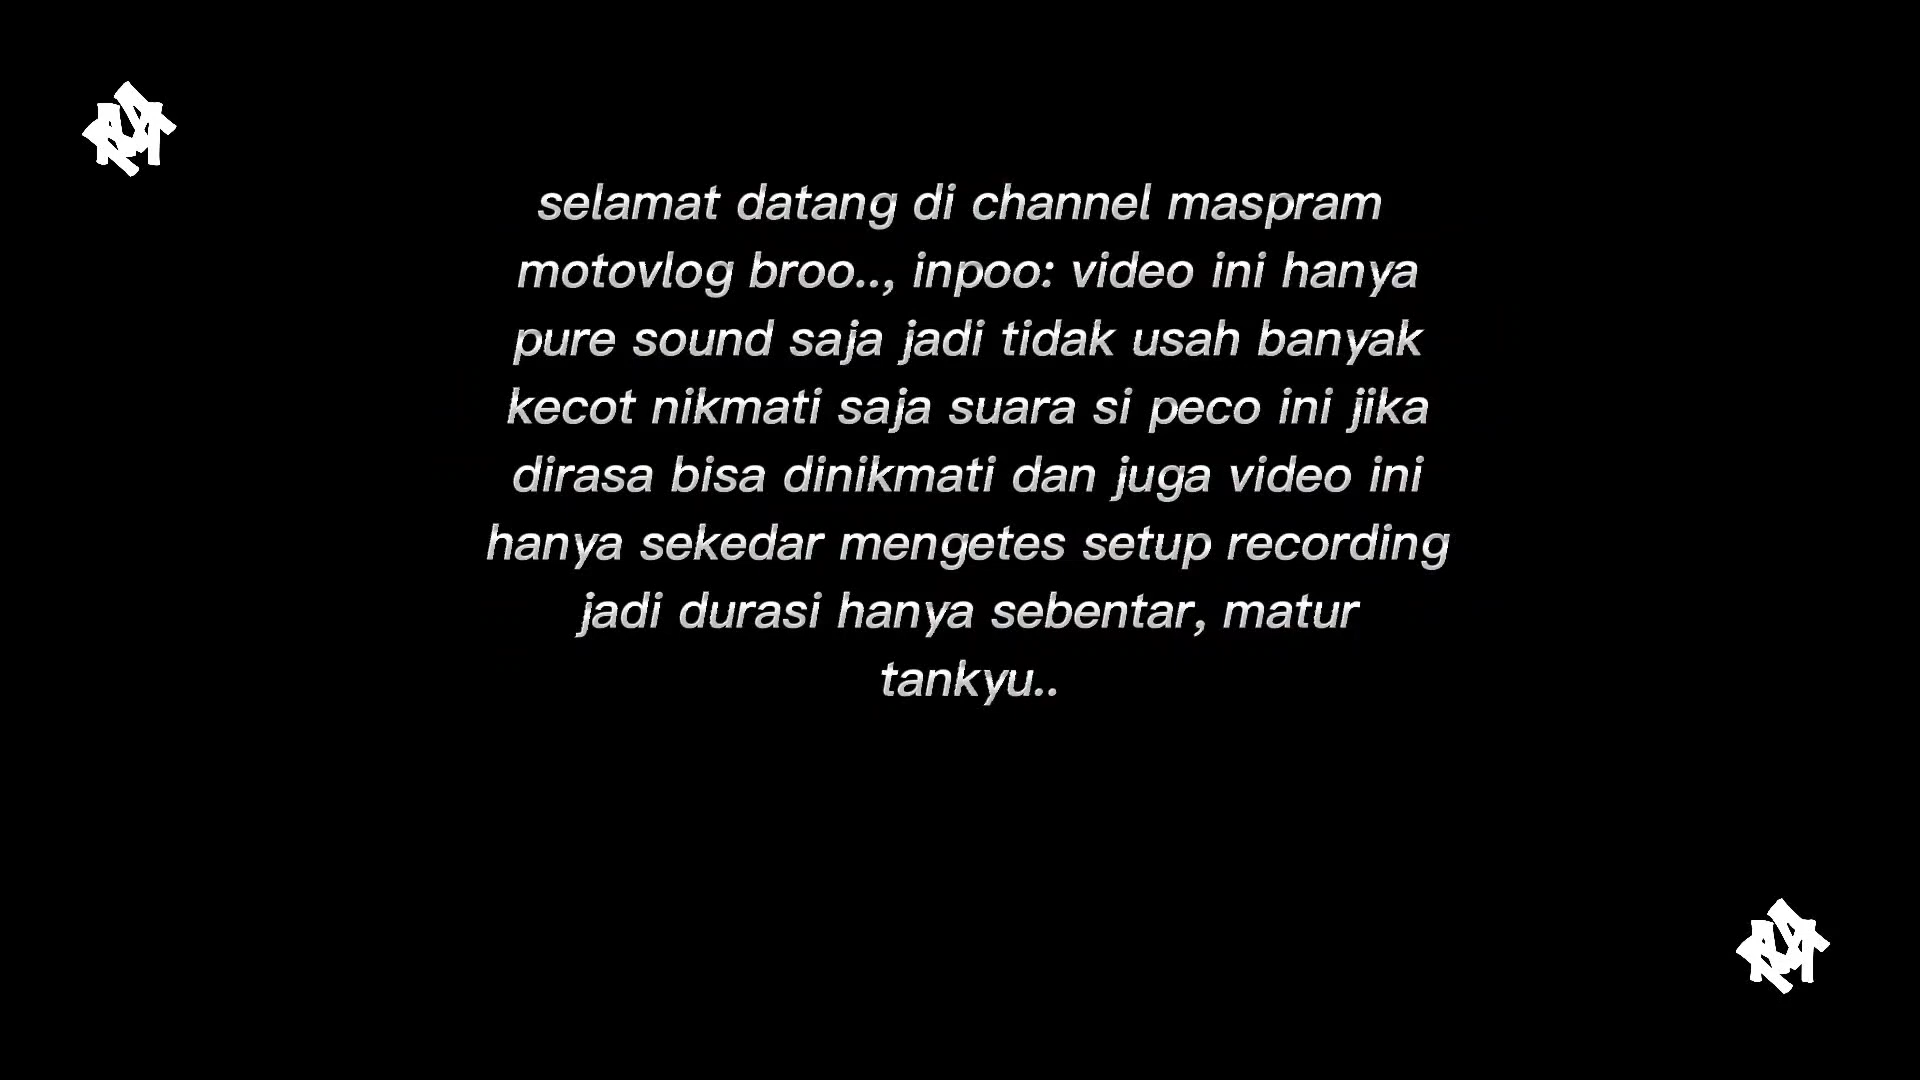 selamat datang di channel maspram
motovlog broo.., inpoo: video ini hanya
pure sound saja jadi tidak usah banyak
kecot nikmati saja suara si peco ini jika
dirasa bisa dinikmati dan juga video ini
hanya sekedar mengetes setup recording
jadi durasi hanya sebentar, matur
tankyu..